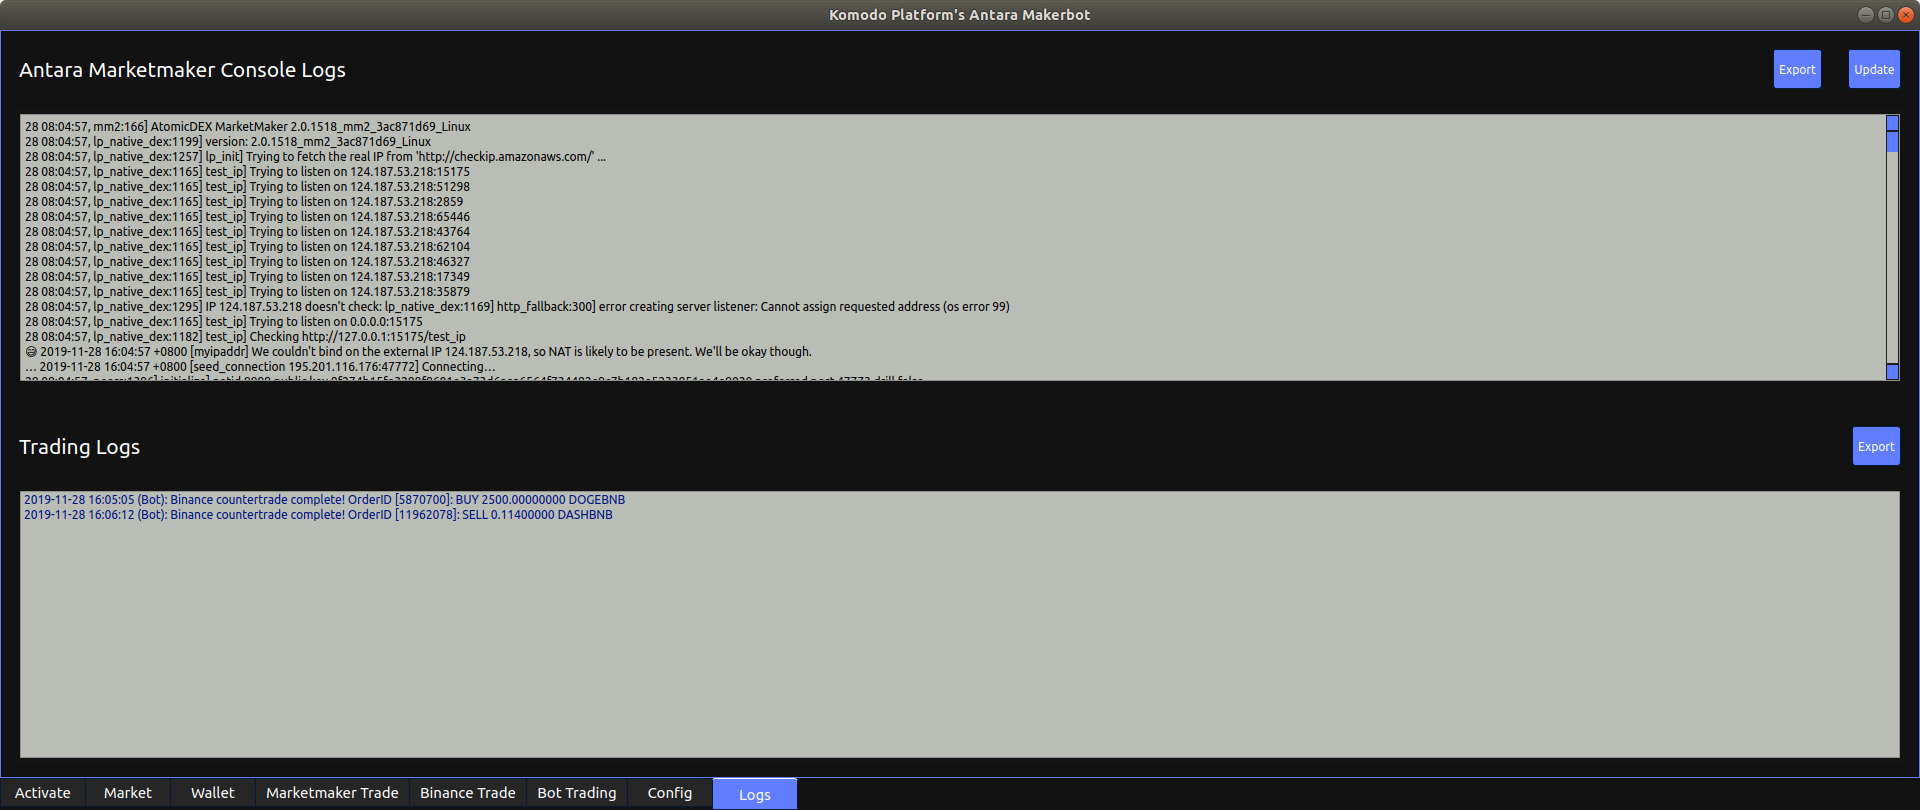 Komodo Platform's Antara Makerbot
Antara Marketmaker Console Logs
Export
Update
28 08:04:57, mm2:166] AtomicDEX MarketMaker 2.0.1518_mm2_3ac871d69_Linux
28 08:04:57, lp_native_dex:1199] version: 2.0.1518_mm2_3ac871d69_Linux
28 08:04:57, lp_native_dex:1257] lp_init] Trying to fetch the real IP from 'http://checkip.amazonaws.com/' ...
28 08:04:57, lp_native_dex:1165] test_ip] Trying to listen on 124.187.53.218:15175
28 08:04:57, lp_native_dex:1165] test_ip] Trying to listen on 124.187.53.218:51298
28 08:04:57, lp_native_dex:1165] test_ip] Trying to listen on 124.187.53.218:2859
28 08:04:57, lp_native_dex:1165] test_ip] Trying to listen on 124.187.53.218:65446
28 08:04:57, lp_native_dex:1165] test_ip] Trying to listen on 124.187.53.218:43764
28 08:04:57, lp_native_dex:1165] test_ip] Trying to listen on 124.187.53.218:62104
28 08:04:57, lp_native_dex:1165] test_ip] Trying to listen on 124.187.53.218:46327
28 08:04:57, lp_native_dex:1165] test_ip] Trying to listen on 124.187.53.218:17349
28 08:04:57, lp_native_dex:1165] test_ip] Trying to listen on 124.187.53.218:35879
28 08:04:57, lp_native_dex:1295] IP 124.187.53.218 doesn't check: lp_native_dex:1169] http_fallback:300] error creating server listener: Cannot assign requested address (os error 99)
28 08:04:57, lp_native_dex:1165] test_ip] Trying to listen on 0.0.0.0:15175
28 08:04:57, lp_native_dex:1182] test_ip] Checking http://127.0.0.1:15175/test_ip
😅 2019-11-28 16:04:57 +0800 [myipaddr] We couldn't bind on the external IP 124.187.53.218, so NAT is likely to be present. We'll be okay though.
… 2019-11-28 16:04:57 +0800 [seed_connection 195.201.116.176:47772] Connecting…
Trading Logs
Export
2019-11-28 16:05:05 (Bot): Binance countertrade complete! OrderID [5870700]: BUY 2500.00000000 DOGEBNB
2019-11-28 16:06:12 (Bot): Binance countertrade complete! OrderID [11962078]: SELL 0.11400000 DASHBNB
Activate
Market
Wallet
Marketmaker Trade
Binance Trade
Bot Trading
Config
Logs